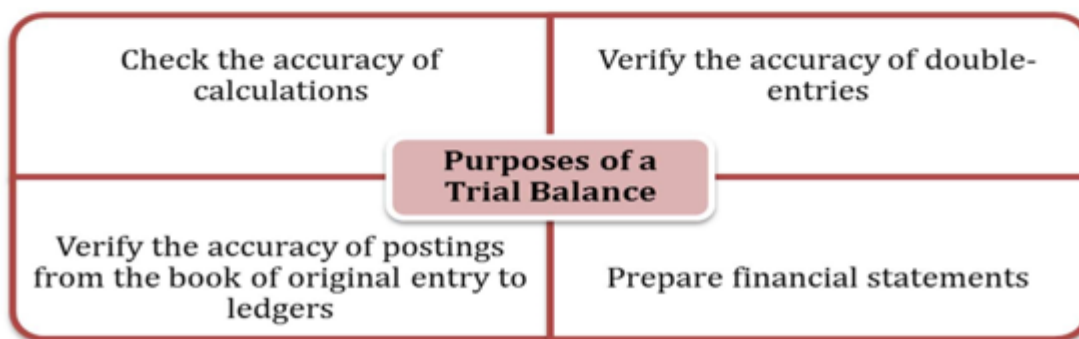 Check the accuracy of
calculations
Verify the accuracy of double-
entries
Purposes of a
Trial Balance
Verify the accuracy of postings
from the book of original entry to
ledgers
Prepare financial statements